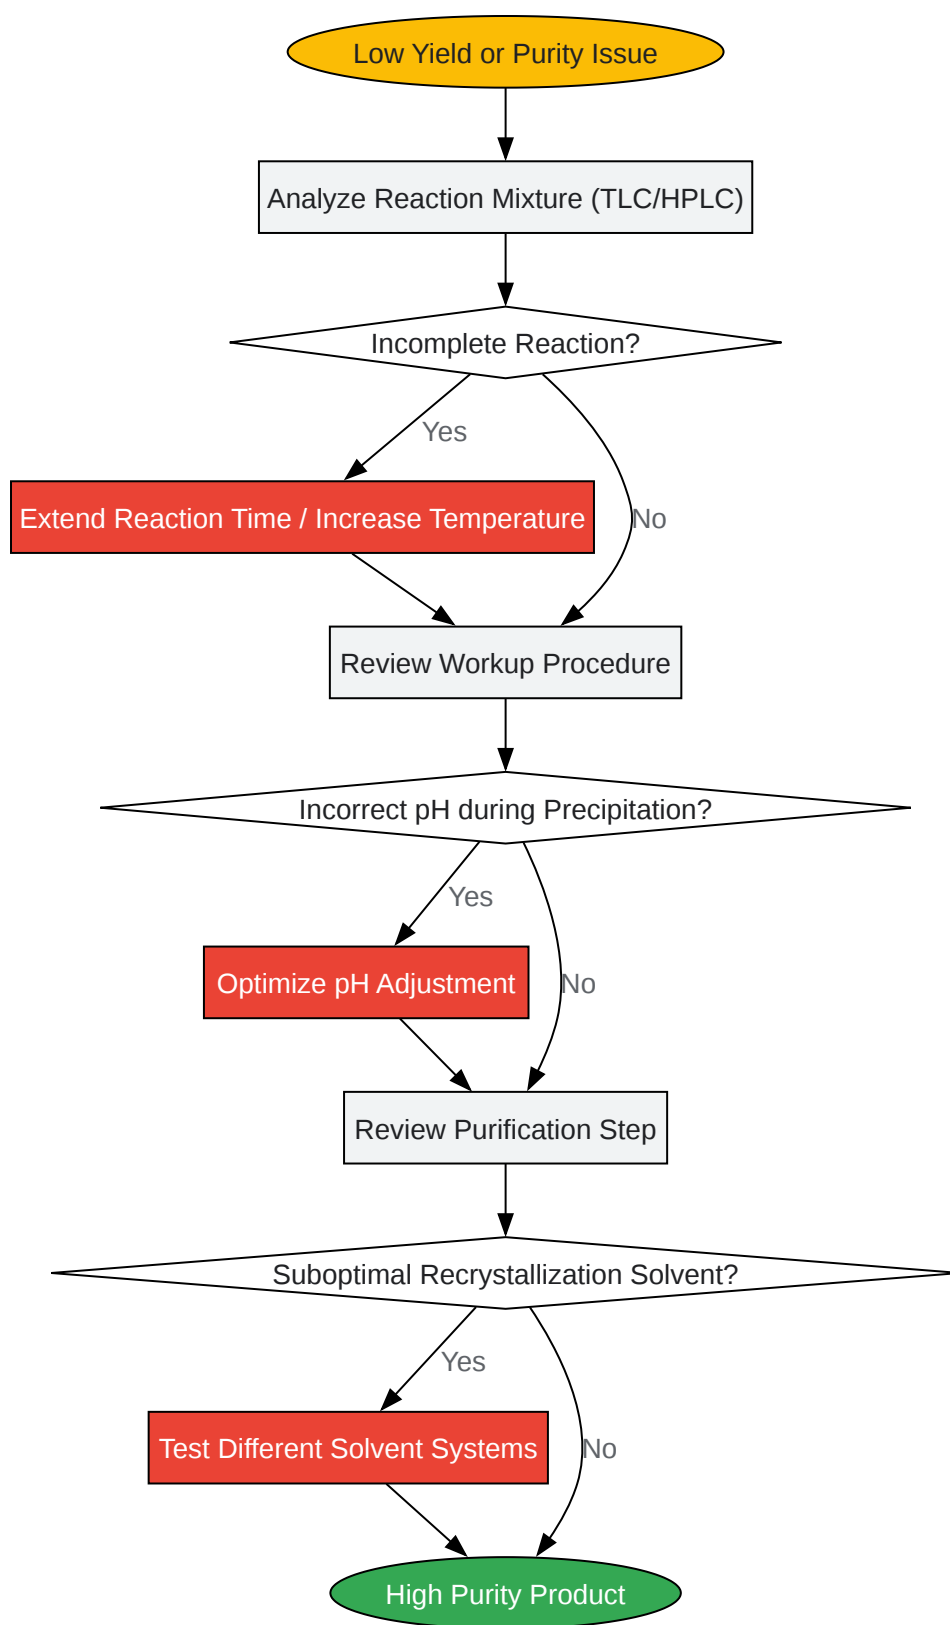 Low Yield or Purity Issue
Analyze Reaction Mixture (TLC/HPLC)
Incomplete Reaction?
Yes
Extend Reaction Time / Increase Temperature
No
Review Workup Procedure
Incorrect pH during Precipitation?
Yes
Optimize pH Adjustment
No
Review Purification Step
Suboptimal Recrystallization Solvent?
Yes
Test Different Solvent Systems
No
High Purity Product